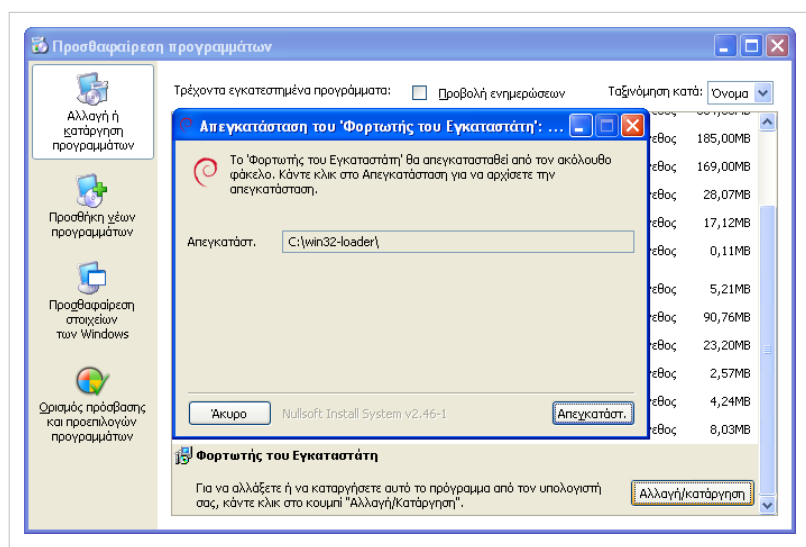 Προσθαφαίρεση προγραμμάτων
Αλλαγή ή
κατάργηση
προγραμμάτων
Προσθήκη νέων
προγραμμάτων
Προσθαφαίρεση
στοιχείων
των Windows
Ορισμός πρόσβασης
και προεπιλογών
προγραμμάτων
Τρέχοντα εγκατεστημένα προγράμματα:
Προβολή ενημερώσεων
Ταξινόμηση κατά:
Όνομα
Απεγκατάσταση του 'Φορτωτής του Εγκαταστάτη': ...
Το 'Φορτωτής του Εγκαταστάτη' θα απεγκατασταθεί από τον ακόλουθο
φάκελο. Κάντε κλικ στο Απεγκατάσταση για να αρχίσετε την
απεγκατάσταση.
Απεγκατάστ.
C:\win32-loader\
Άκυρο
Nullsoft Install System v2.46-1
Απεγκατάστ.
185,00MB
169,00MB
28,07MB
17,12MB
0,11MB
5,21MB
90,76MB
23,20MB
2,57MB
4,24MB
8,03MB
Φορτωτής του Εγκαταστάτη
Για να αλλάξετε ή να καταργήσετε αυτό το πρόγραμμα από τον υπολογιστή
σας, κάντε κλικ στο κουμπί "Αλλαγή/Κατάργηση".
Αλλαγή/κατάργηση